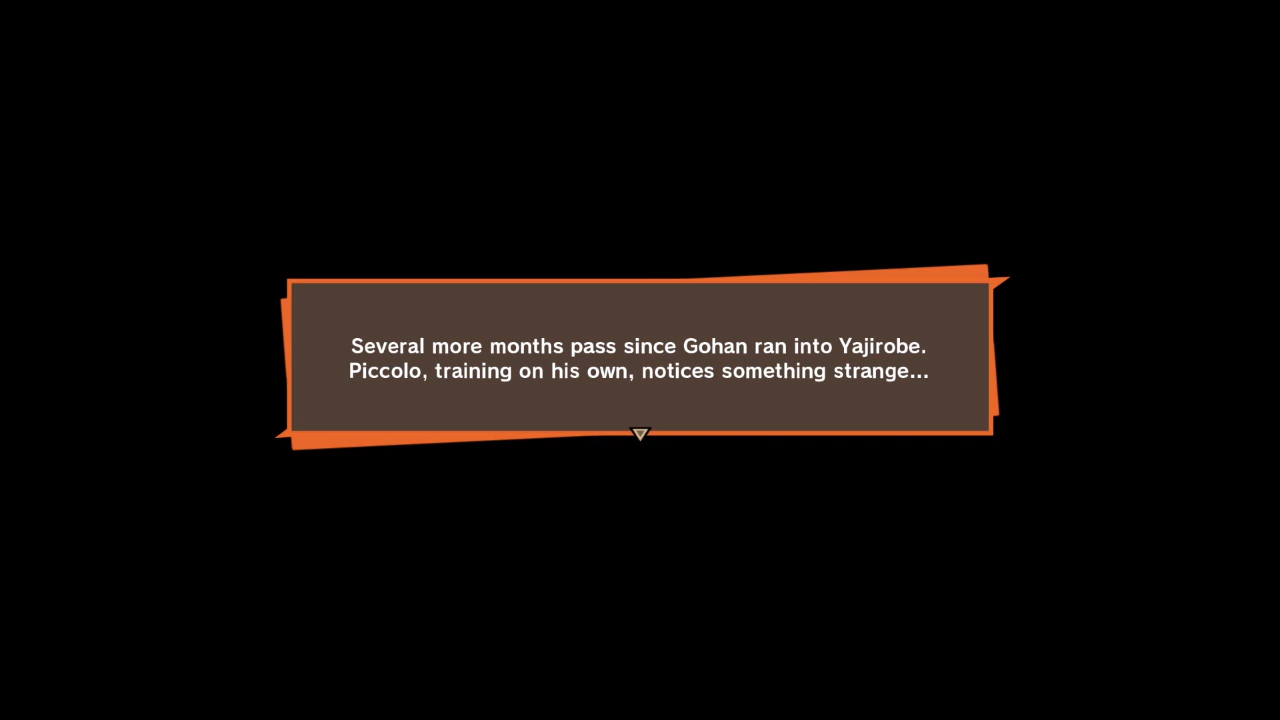 Several more months pass since Gohan ran into Yajirobe.
Piccolo, training on his own, notices something strange...